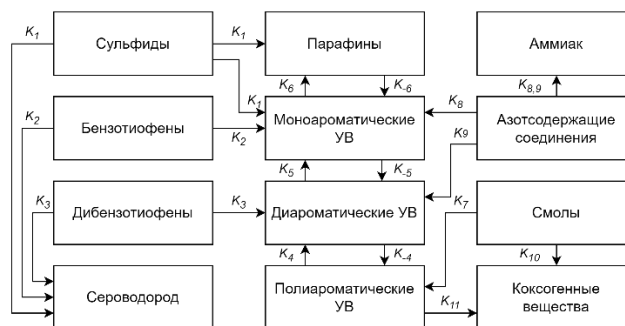 K1
Сульфиды
K1
Парафины
Аммиак
K6
K-6
K8,9
K1
K2
Бензотиофены
K2
Моноароматические
УВ
K8
Азотсодержащие
соединения
K9
K5
K-5
K3
Дибензотиофены
K3
Диароматические УВ
K7
Смолы
K4
K-4
K10
Сероводород
Полиароматические
УВ
K11
Коксогенные
вещества